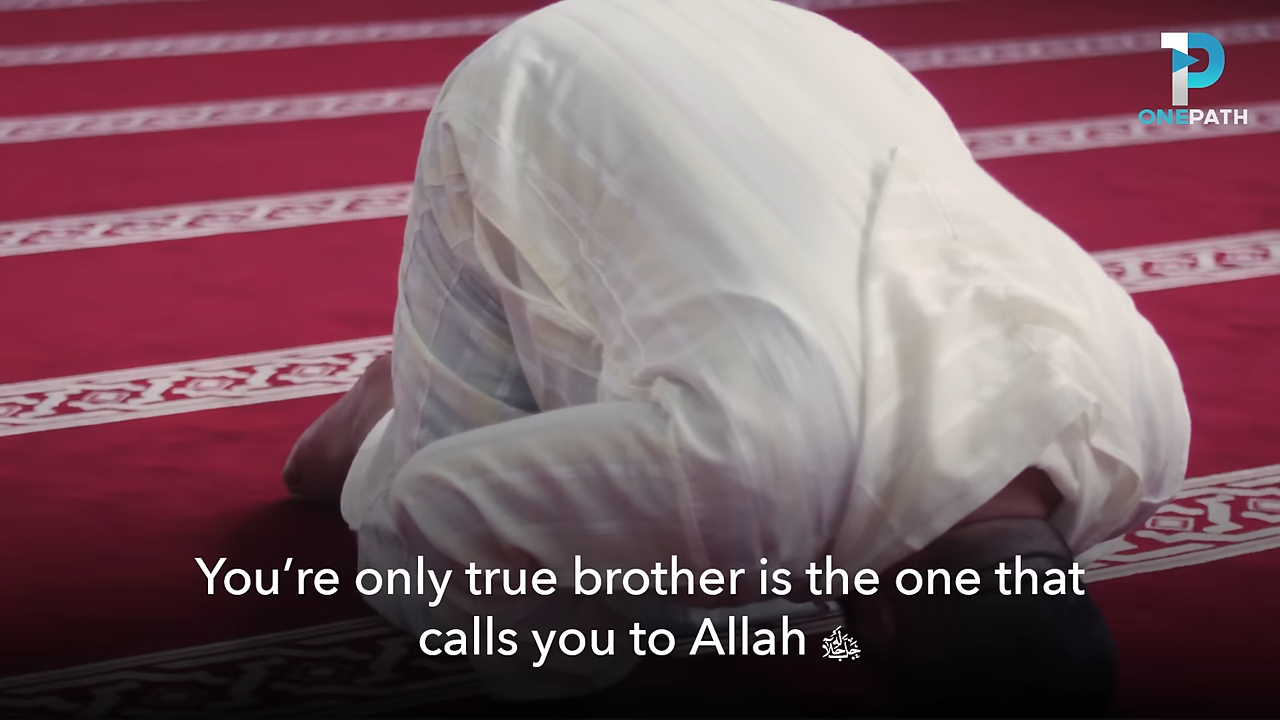 ONEPATH
You’re only true brother is the one that
calls you to Allah ﷻ